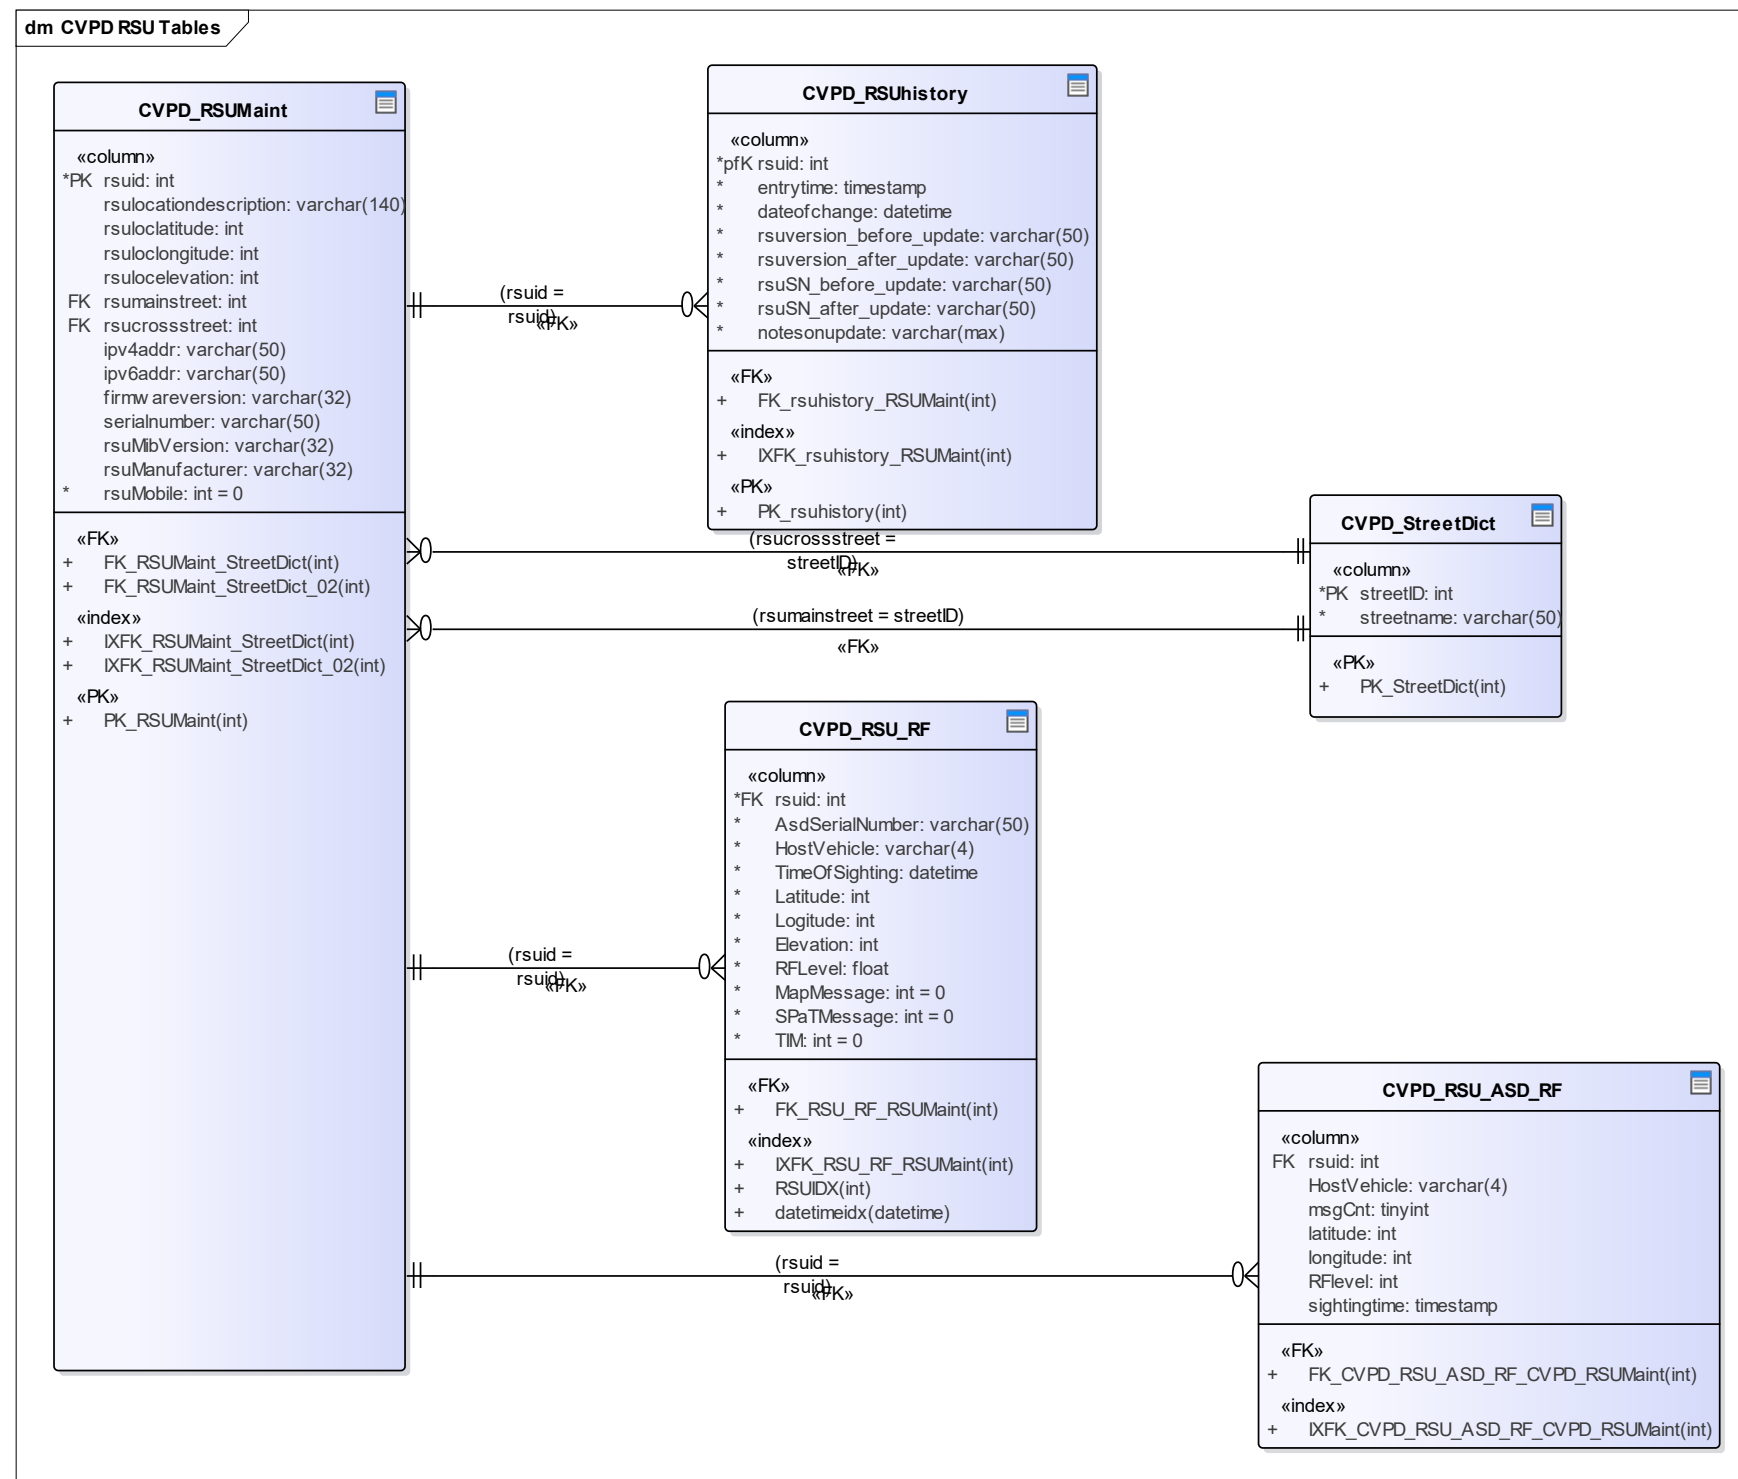 dm CVPD RSU Tables
CVPD_RSUMaint
«column»
*PK rsuid: int
rsulocationdescription: varchar(140)
rsuloclatitude: int
rsuloclongitude: int
rsulocelevation: int
FK rsumainstreet: int
FK rsucrossstreet: int
ipv4addr: varchar(50)
ipv6addr: varchar(50)
firmwareversion: varchar(32)
serialnumber: varchar(50)
rsuMibVersion: varchar(32)
rsuManufacturer: varchar(32)
* rsuMobile: int = 0
«FK»
+ FK_RSUMaint_StreetDict(int)
+ FK_RSUMaint_StreetDict_02(int)
«index»
+ IXFK_RSUMaint_StreetDict(int)
+ IXFK_RSUMaint_StreetDict_02(int)
«PK»
+ PK_RSUMaint(int)
(rsuid =
rsuid)
«FK»
CVPD_RSUhistory
«column»
*pfK rsuid: int
* entrytime: timestamp
* dateofchange: datetime
* rsuversion_before_update: varchar(50)
* rsuversion_after_update: varchar(50)
* rsuSN_before_update: varchar(50)
* rsuSN_after_update: varchar(50)
* notesonupdate: varchar(max)
«FK»
+ FK_rsuhistory_RSUMaint(int)
«index»
+ IXFK_rsuhistory_RSUMaint(int)
«PK»
+ PK_rsuhistory(int)
(rsucrossstreet =
streetID)
«FK»
(rsumainstreet = streetID)
«FK»
CVPD_StreetDict
«column»
*PK streetID: int
* streetname: varchar(50)
«PK»
+ PK_StreetDict(int)
CVPD_RSU_RF
«column»
*FK rsuid: int
* AsdSerialNumber: varchar(50)
* HostVehicle: varchar(4)
* TimeOfSighting: datetime
* Latitude: int
* Logitude: int
* Elevation: int
* RFLevel: float
* MapMessage: int = 0
* SPaTMessage: int = 0
* TIM: int = 0
«FK»
+ FK_RSU_RF_RSUMaint(int)
«index»
+ IXFK_RSU_RF_RSUMaint(int)
+ RSUIDX(int)
+ datetimeidx(datetime)
(rsuid =
rsuid)
«FK»
(rsuid =
rsuid)
«FK»
CVPD_RSU_ASD_RF
«column»
FK rsuid: int
HostVehicle: varchar(4)
msgCnt: tinyint
latitude: int
longitude: int
RFlevel: int
sightingtime: timestamp
«FK»
+ FK_CVPD_RSU_ASD_RF_CVPD_RSUMaint(int)
«index»
+ IXFK_CVPD_RSU_ASD_RF_CVPD_RSUMaint(int)